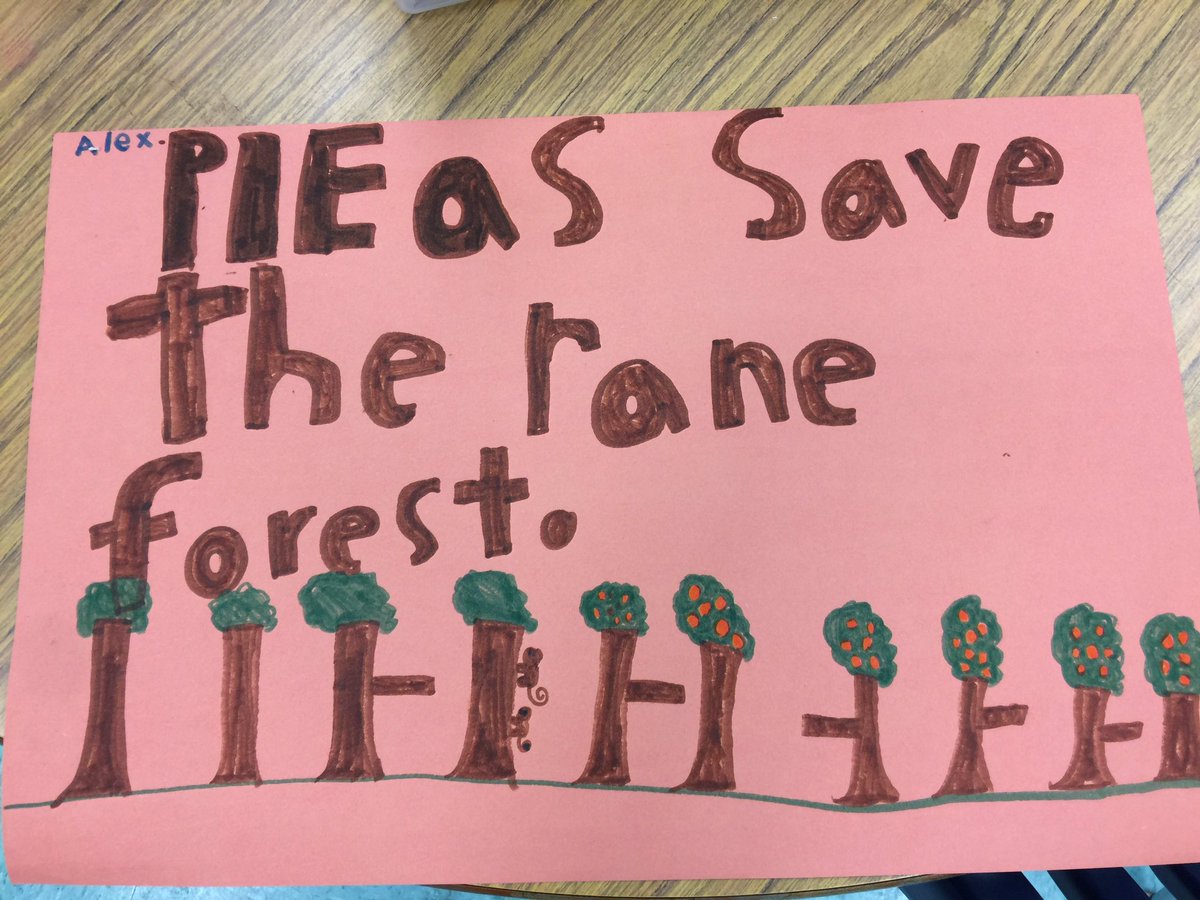 Alex.
PlEas Save
the rane
forest.